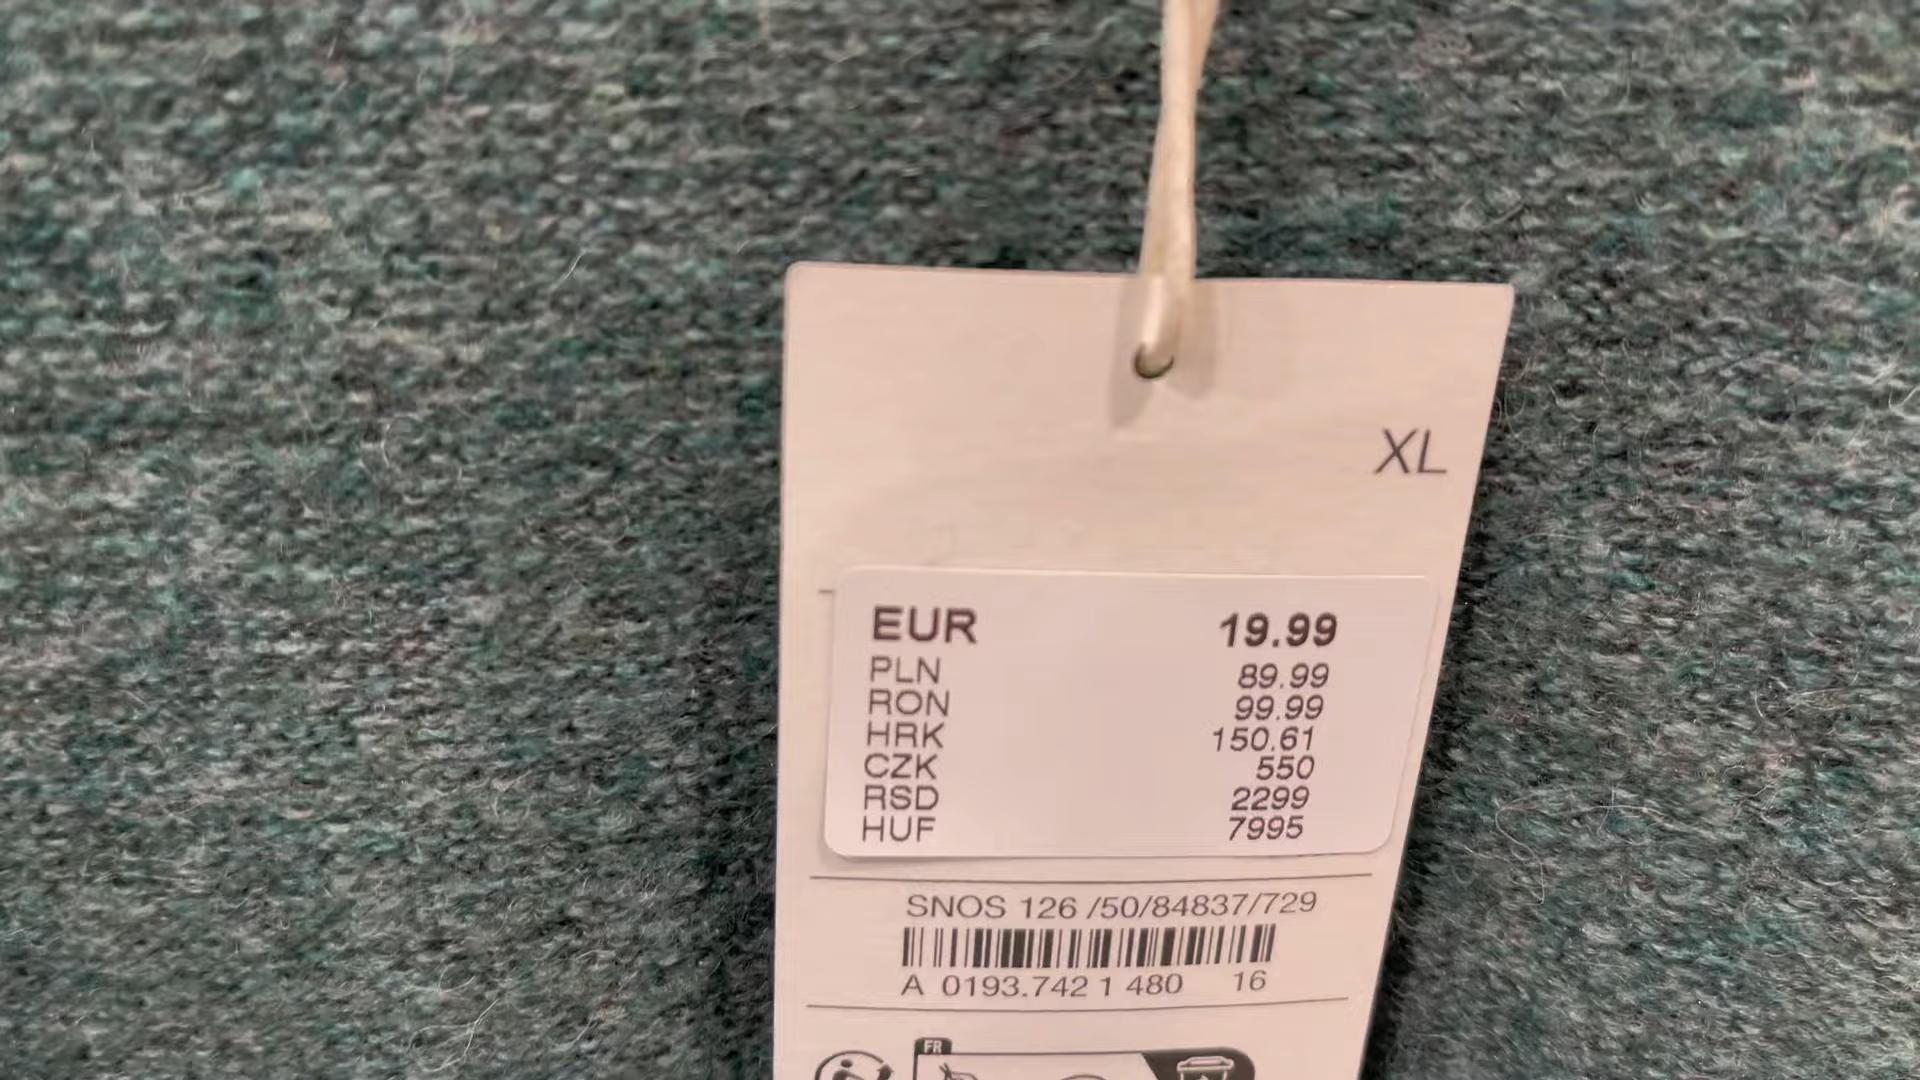 XL
EUR 19.99
PLN 89.99
RON 99.99
HRK 150.61
CZK 550
RSD 2299
HUF 7995
SNOS 126 /50/84837/729
A 0193.742 1 480 16
FR